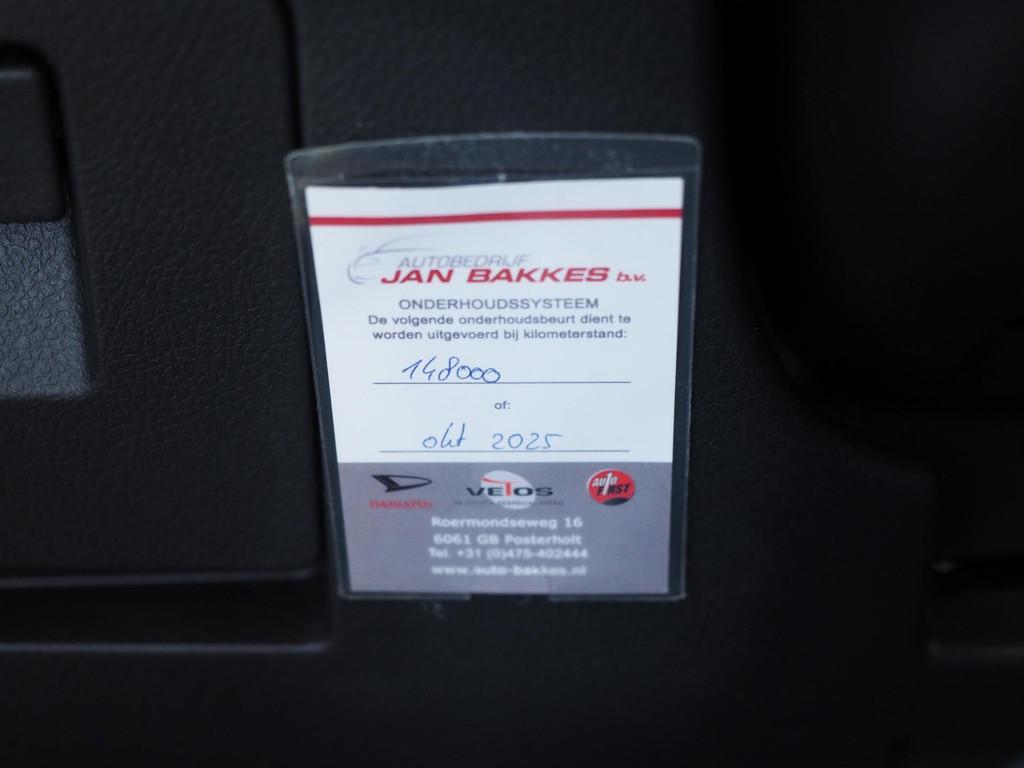 AUTOBEDRIJF
JAN BAKKES b.v.
ONDERHOUDSSYSTEEM
De volgende onderhoudsbeurt dient te
worden uitgevoerd bij kilometerstand:
148000
of:
okt 2025
DAIHATSU
VETOS
AUTO FIRST
Roermondseweg 16
6061 GB Posterholt
Tel. +31 (0)475-402444
www.auto-bakkes.nl